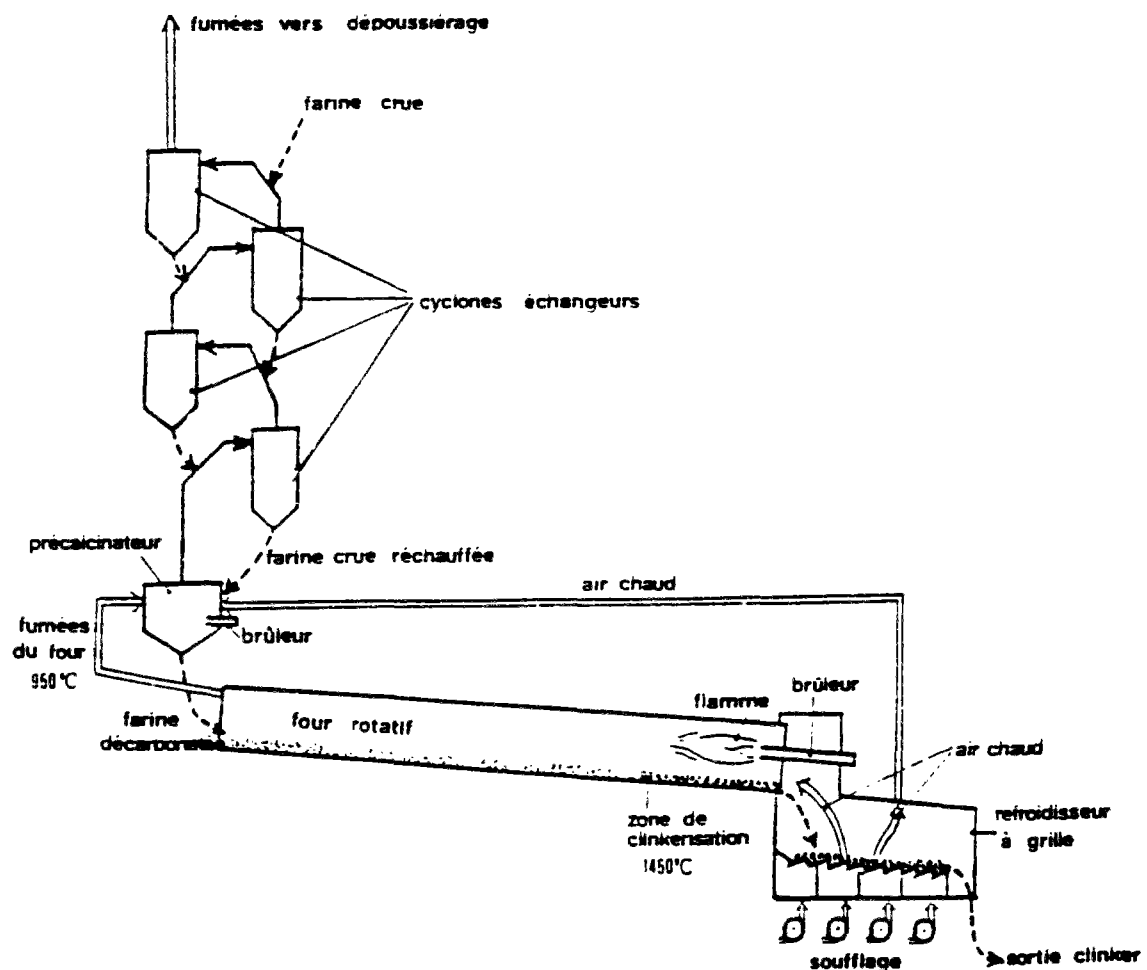 fumées vers dépoussiérage
farine crue
cyclones échangeurs
précalcinateur
farine crue réchauffée
air chaud
fumées
du four
950°C
brûleur
farine
décarbonatée
four rotatif
flamme
brûleur
air chaud
zone de
clinkerisation
1450°C
refroidisseur
à grille
soufflage
sortie clinker